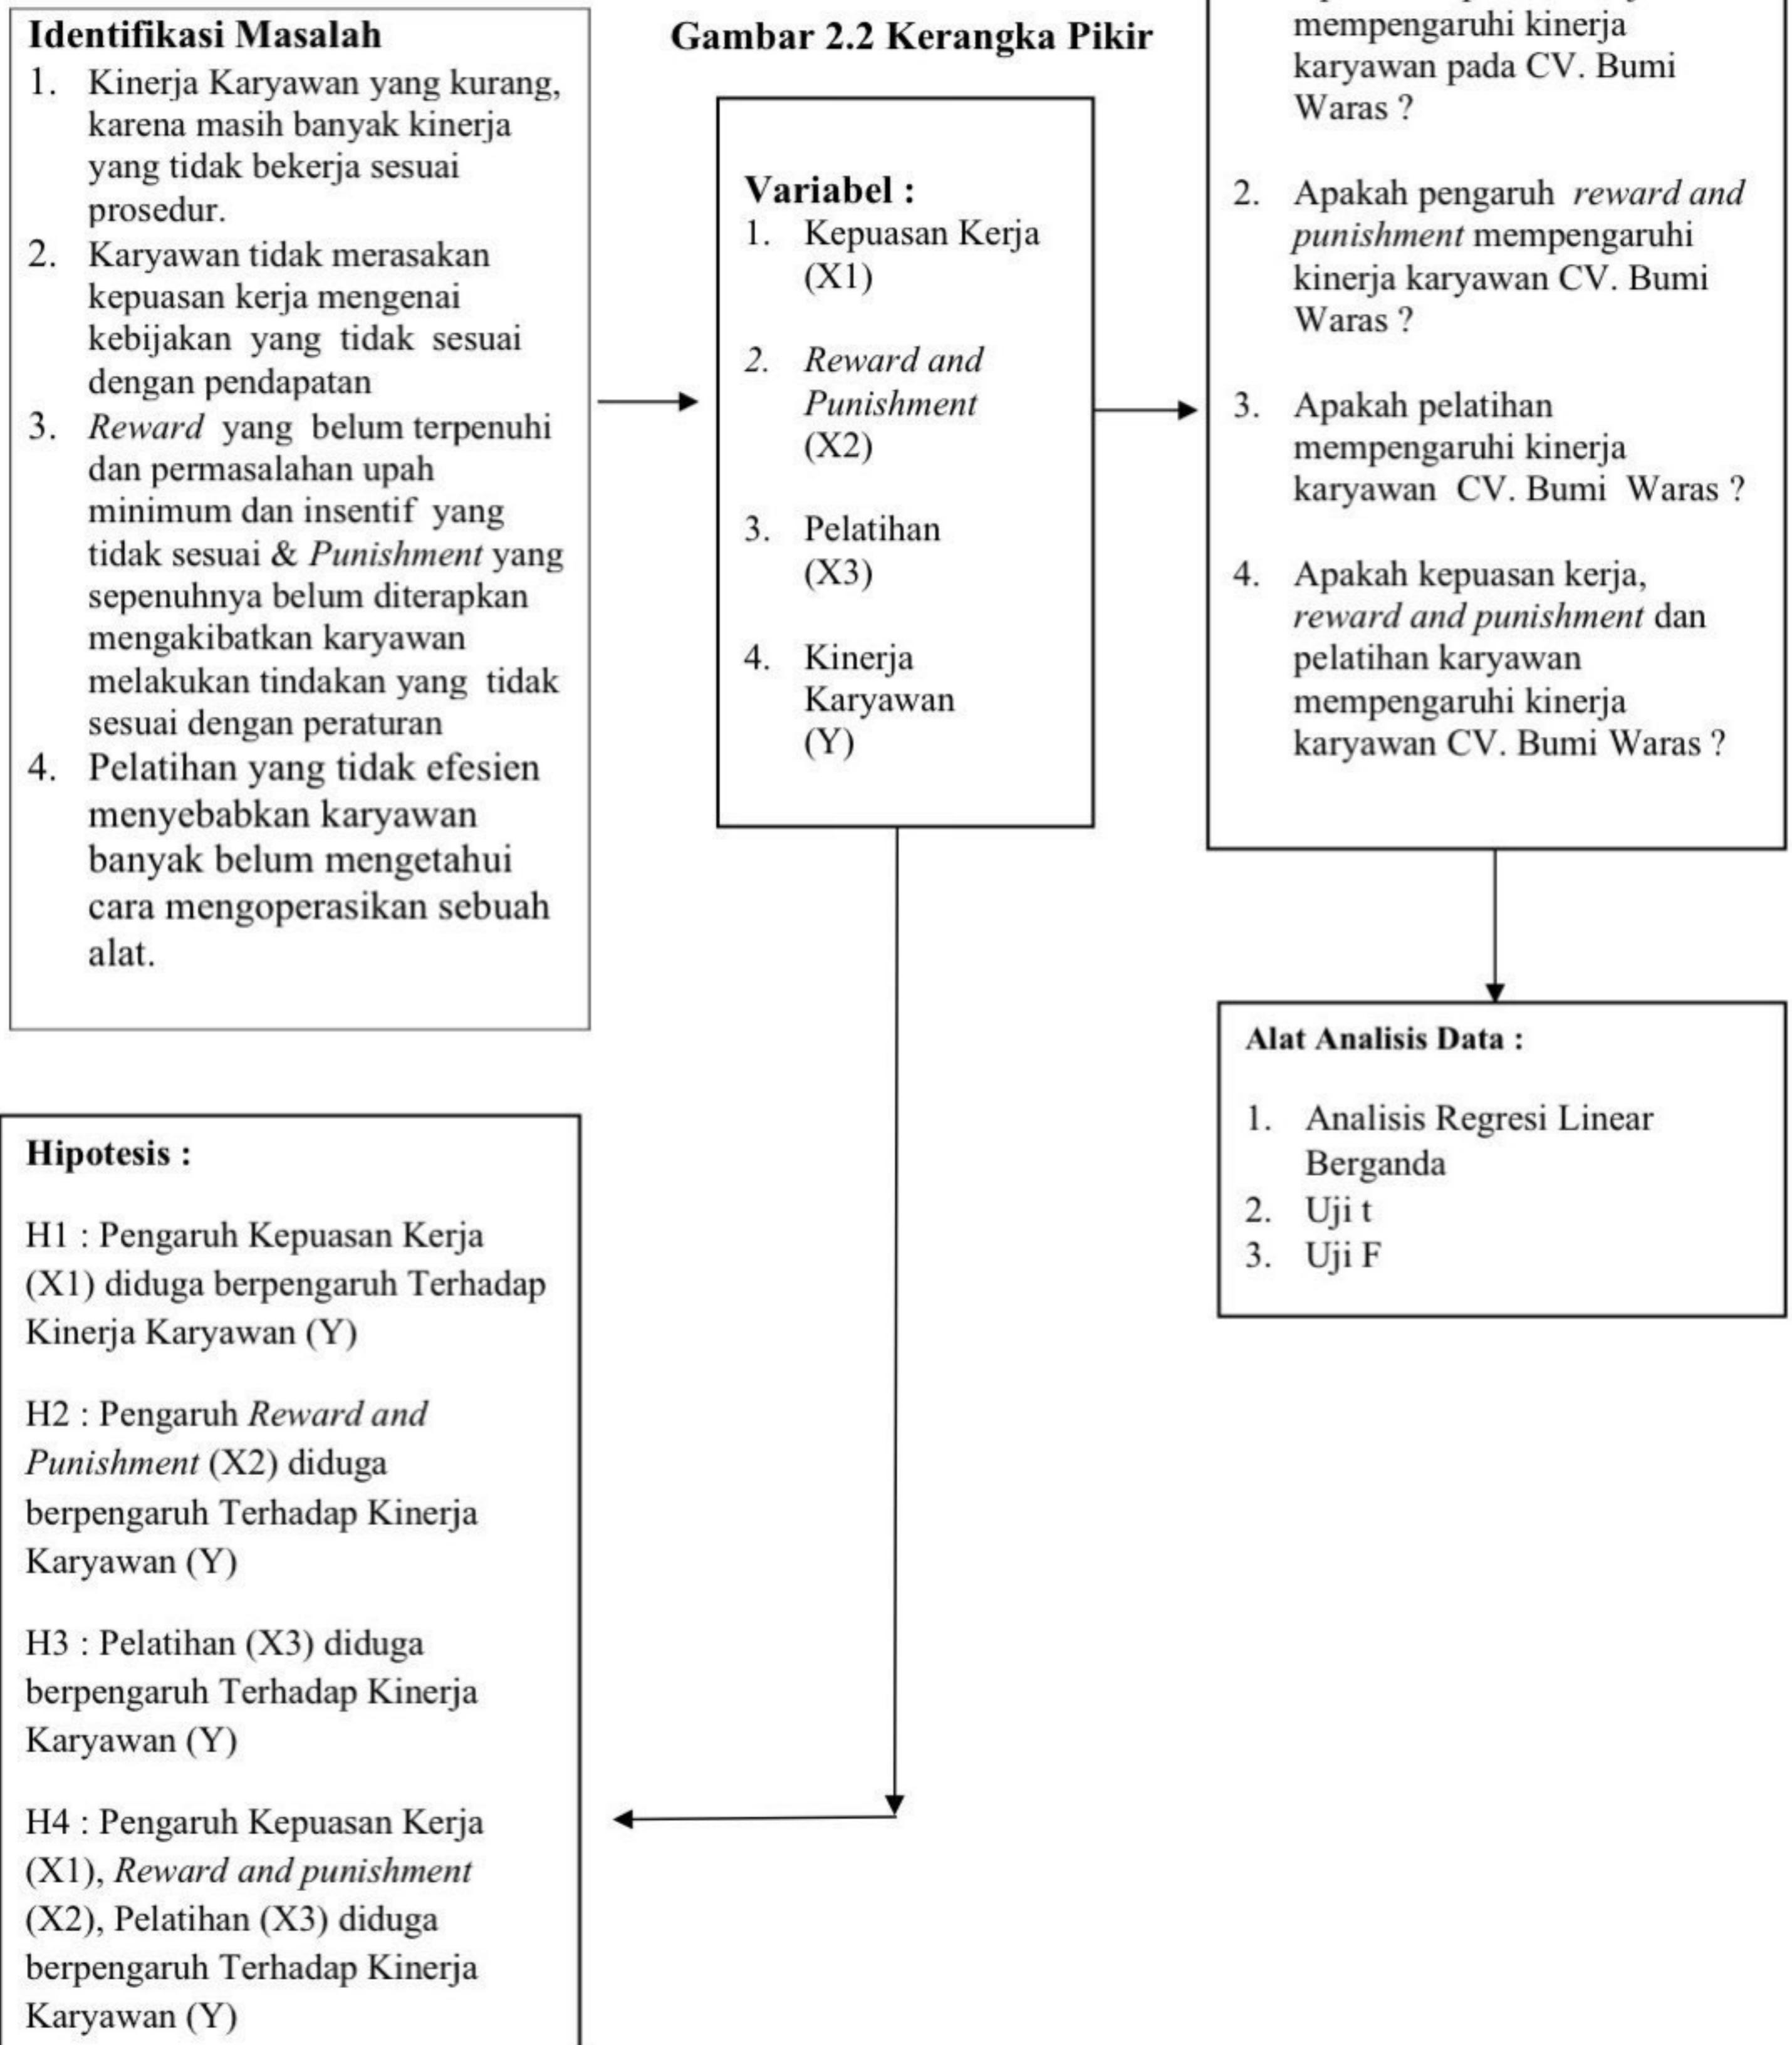 Identifikasi Masalah
1. Kinerja Karyawan yang kurang,
karena masih banyak kinerja
yang tidak bekerja sesuai
prosedur.
2. Karyawan tidak merasakan
kepuasan kerja mengenai
kebijakan yang tidak sesuai
dengan pendapatan
3. Reward yang belum terpenuhi
dan permasalahan upah
minimum dan insentif yang
tidak sesuai & Punishment yang
sepenuhnya belum diterapkan
mengakibatkan karyawan
melakukan tindakan yang tidak
sesuai dengan peraturan
4. Pelatihan yang tidak efesien
menyebabkan karyawan
banyak belum mengetahui
cara mengoperasikan sebuah
alat.
Gambar 2.2 Kerangka Pikir
Variabel :
1. Kepuasan Kerja
(X1)
2. Reward and
Punishment
(X2)
3. Pelatihan
(X3)
4. Kinerja
Karyawan
(Y)
mempengaruhi kinerja
karyawan pada CV. Bumi
Waras ?
2. Apakah pengaruh reward and
punishment mempengaruhi
kinerja karyawan CV. Bumi
Waras ?
3. Apakah pelatihan
mempengaruhi kinerja
karyawan CV. Bumi Waras ?
4. Apakah kepuasan kerja,
reward and punishment dan
pelatihan karyawan
mempengaruhi kinerja
karyawan CV. Bumi Waras ?
Alat Analisis Data :
1. Analisis Regresi Linear
Berganda
2. Uji t
3. Uji F
Hipotesis :
H1 : Pengaruh Kepuasan Kerja
(X1) diduga berpengaruh Terhadap
Kinerja Karyawan (Y)
H2 : Pengaruh Reward and
Punishment (X2) diduga
berpengaruh Terhadap Kinerja
Karyawan (Y)
H3 : Pelatihan (X3) diduga
berpengaruh Terhadap Kinerja
Karyawan (Y)
H4 : Pengaruh Kepuasan Kerja
(X1), Reward and punishment
(X2), Pelatihan (X3) diduga
berpengaruh Terhadap Kinerja
Karyawan (Y)